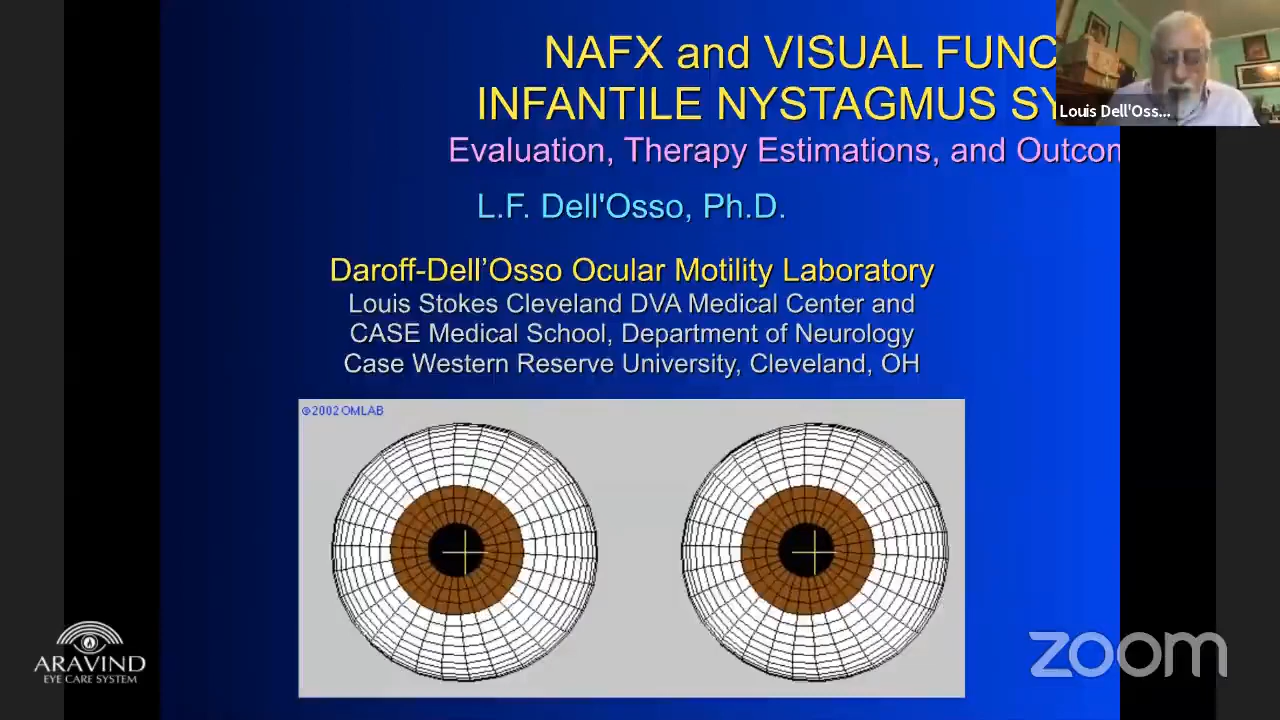 NAFX and VISUAL FUNC
INFANTILE NYSTAGMUS SY
Louis Dell'Oss...
Evaluation, Therapy Estimations, and Outcom
L.F. Dell'Osso, Ph.D.
Daroff-Dell’Osso Ocular Motility Laboratory
Louis Stokes Cleveland DVA Medical Center and
CASE Medical School, Department of Neurology
Case Western Reserve University, Cleveland, OH
©2002 OMLAB
ARAVIND
EYE CARE SYSTEM
zoom